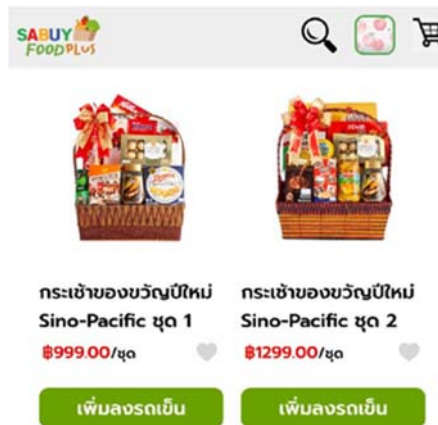 SABUY
FOODPLUS
กระเช้าของขวัญปีใหม่
Sino-Pacific ชุด 1
฿999.00/ชุด
เพิ่มลงรถเข็น
กระเช้าของขวัญปีใหม่
Sino-Pacific ชุด 2
฿1299.00/ชุด
เพิ่มลงรถเข็น